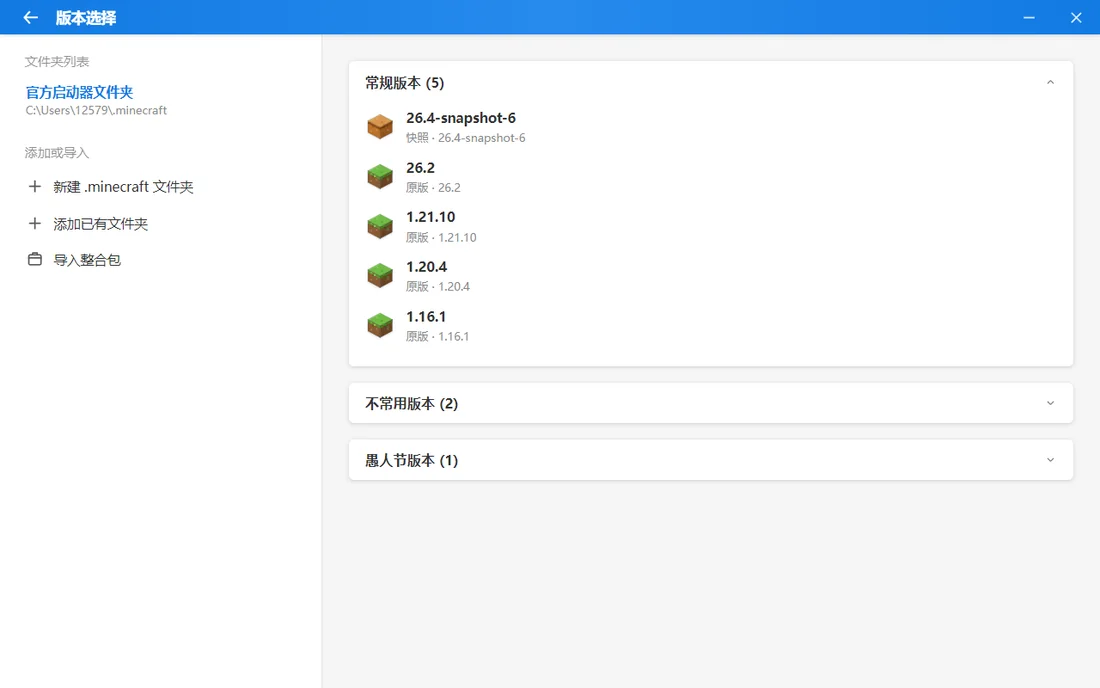 版本选择
文件夹列表
官方启动器文件夹
C:\Users\12579\.minecraft
添加或导入
新建 .minecraft 文件夹
添加已有文件夹
导入整合包
常规版本 (5)
26.4-snapshot-6
快照 · 26.4-snapshot-6
26.2
原版 · 26.2
1.21.10
原版 · 1.21.10
1.20.4
原版 · 1.20.4
1.16.1
原版 · 1.16.1
不常用版本 (2)
愚人节版本 (1)